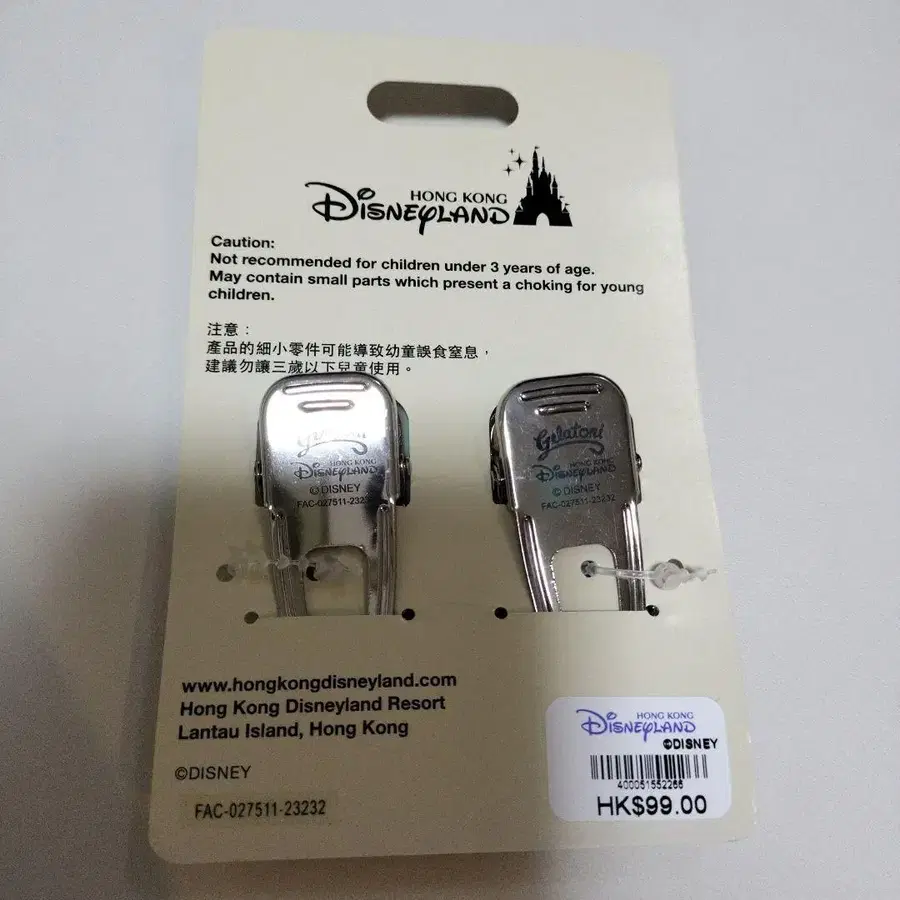 HONG KONG
DISNEYLAND
Caution:
Not recommended for children under 3 years of age.
May contain small parts which present a choking for young
children.
注意：
產品的細小零件可能導致幼童誤食窒息，
建議勿讓三歲以下兒童使用。
Gelatoni
HONG KONG
DISNEYLAND
©DISNEY
FAC-027511-23232
Gelatoni
HONG KONG
DISNEYLAND
©DISNEY
FAC-027511-23232
www.hongkongdisneyland.com
Hong Kong Disneyland Resort
Lantau Island, Hong Kong
©DISNEY
FAC-027511-23232
HONG KONG
DISNEYLAND
©DISNEY
400051552266
HK$99.00